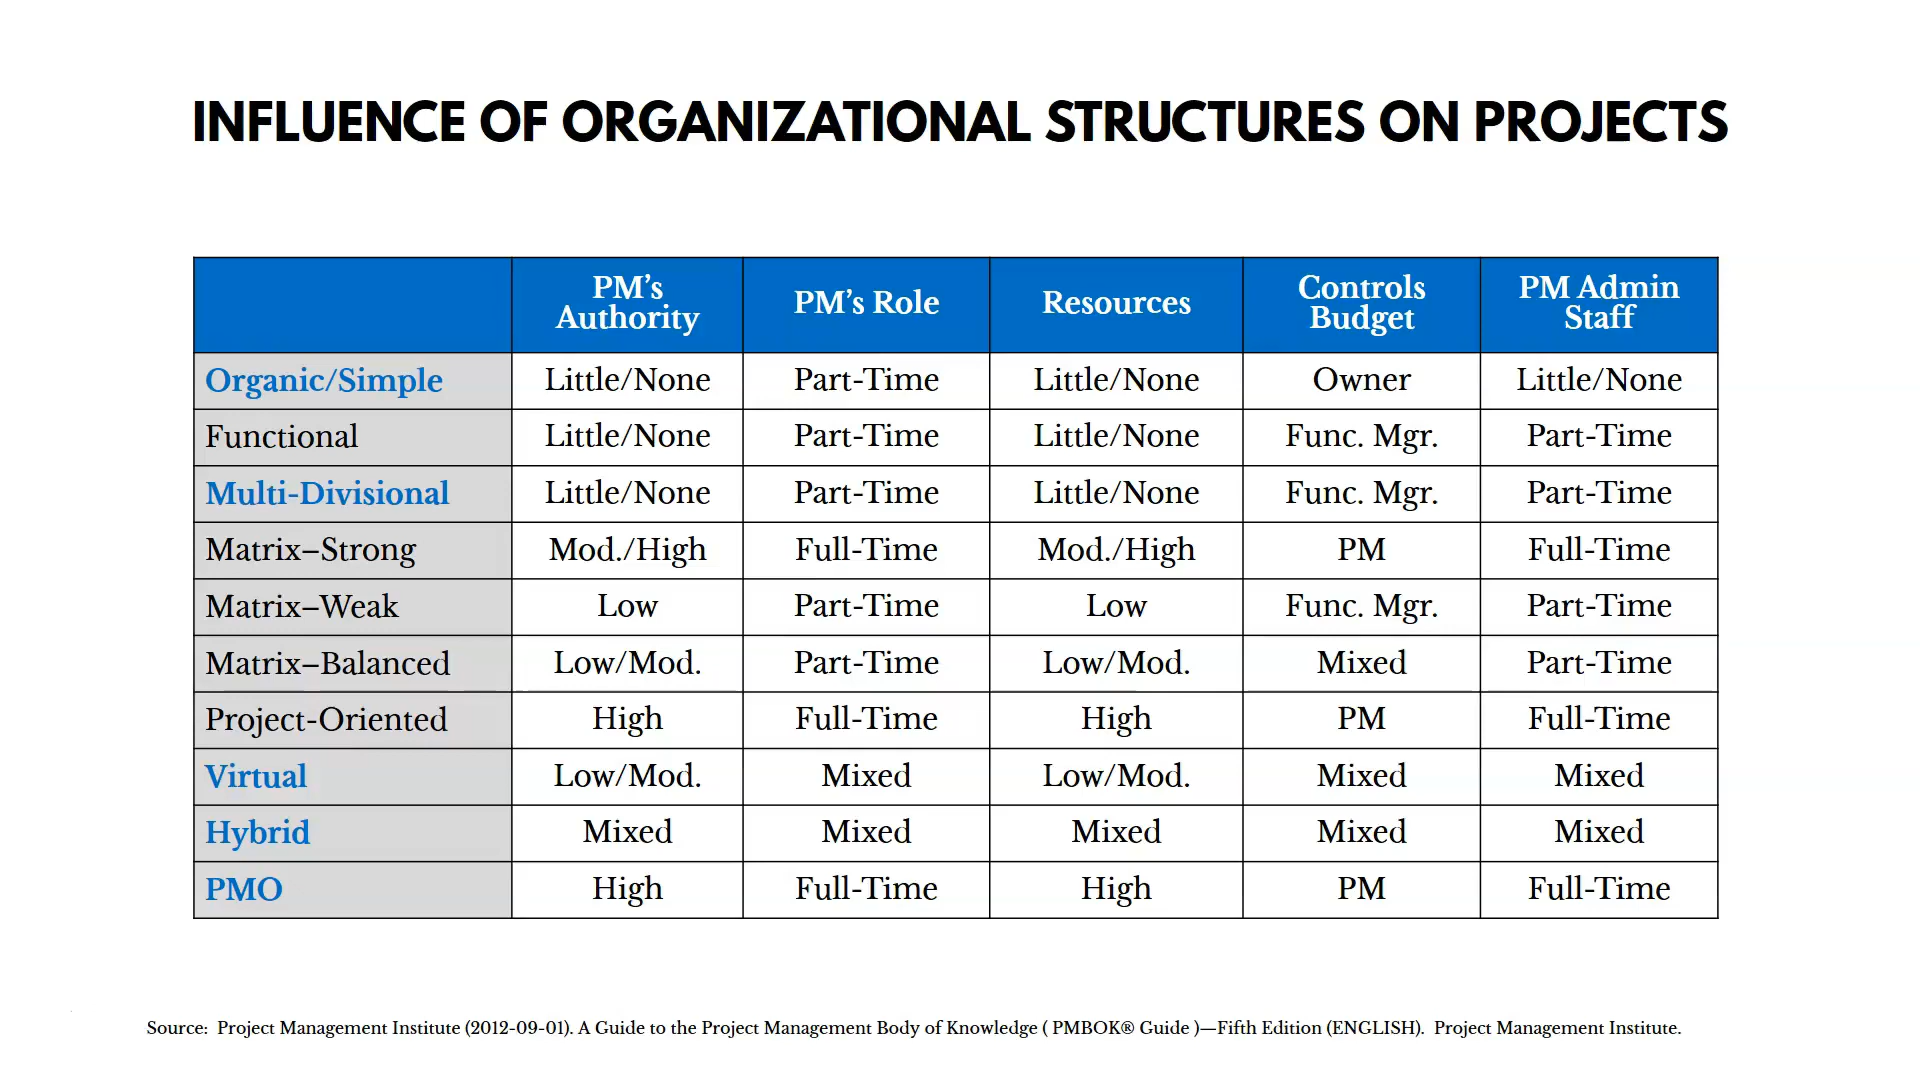 INFLUENCE OF ORGANIZATIONAL STRUCTURES ON PROJECTS
PM’s Authority PM’s Role Resources Controls Budget PM Admin Staff
Organic/Simple Little/None Part-Time Little/None Owner Little/None
Functional Little/None Part-Time Little/None Func. Mgr. Part-Time
Multi-Divisional Little/None Part-Time Little/None Func. Mgr. Part-Time
Matrix–Strong Mod./High Full-Time Mod./High PM Full-Time
Matrix–Weak Low Part-Time Low Func. Mgr. Part-Time
Matrix–Balanced Low/Mod. Part-Time Low/Mod. Mixed Part-Time
Project-Oriented High Full-Time High PM Full-Time
Virtual Low/Mod. Mixed Low/Mod. Mixed Mixed
Hybrid Mixed Mixed Mixed Mixed Mixed
PMO High Full-Time High PM Full-Time
Source:  Project Management Institute (2012-09-01). A Guide to the Project Management Body of Knowledge ( PMBOK® Guide )—Fifth Edition (ENGLISH).  Project Management Institute.